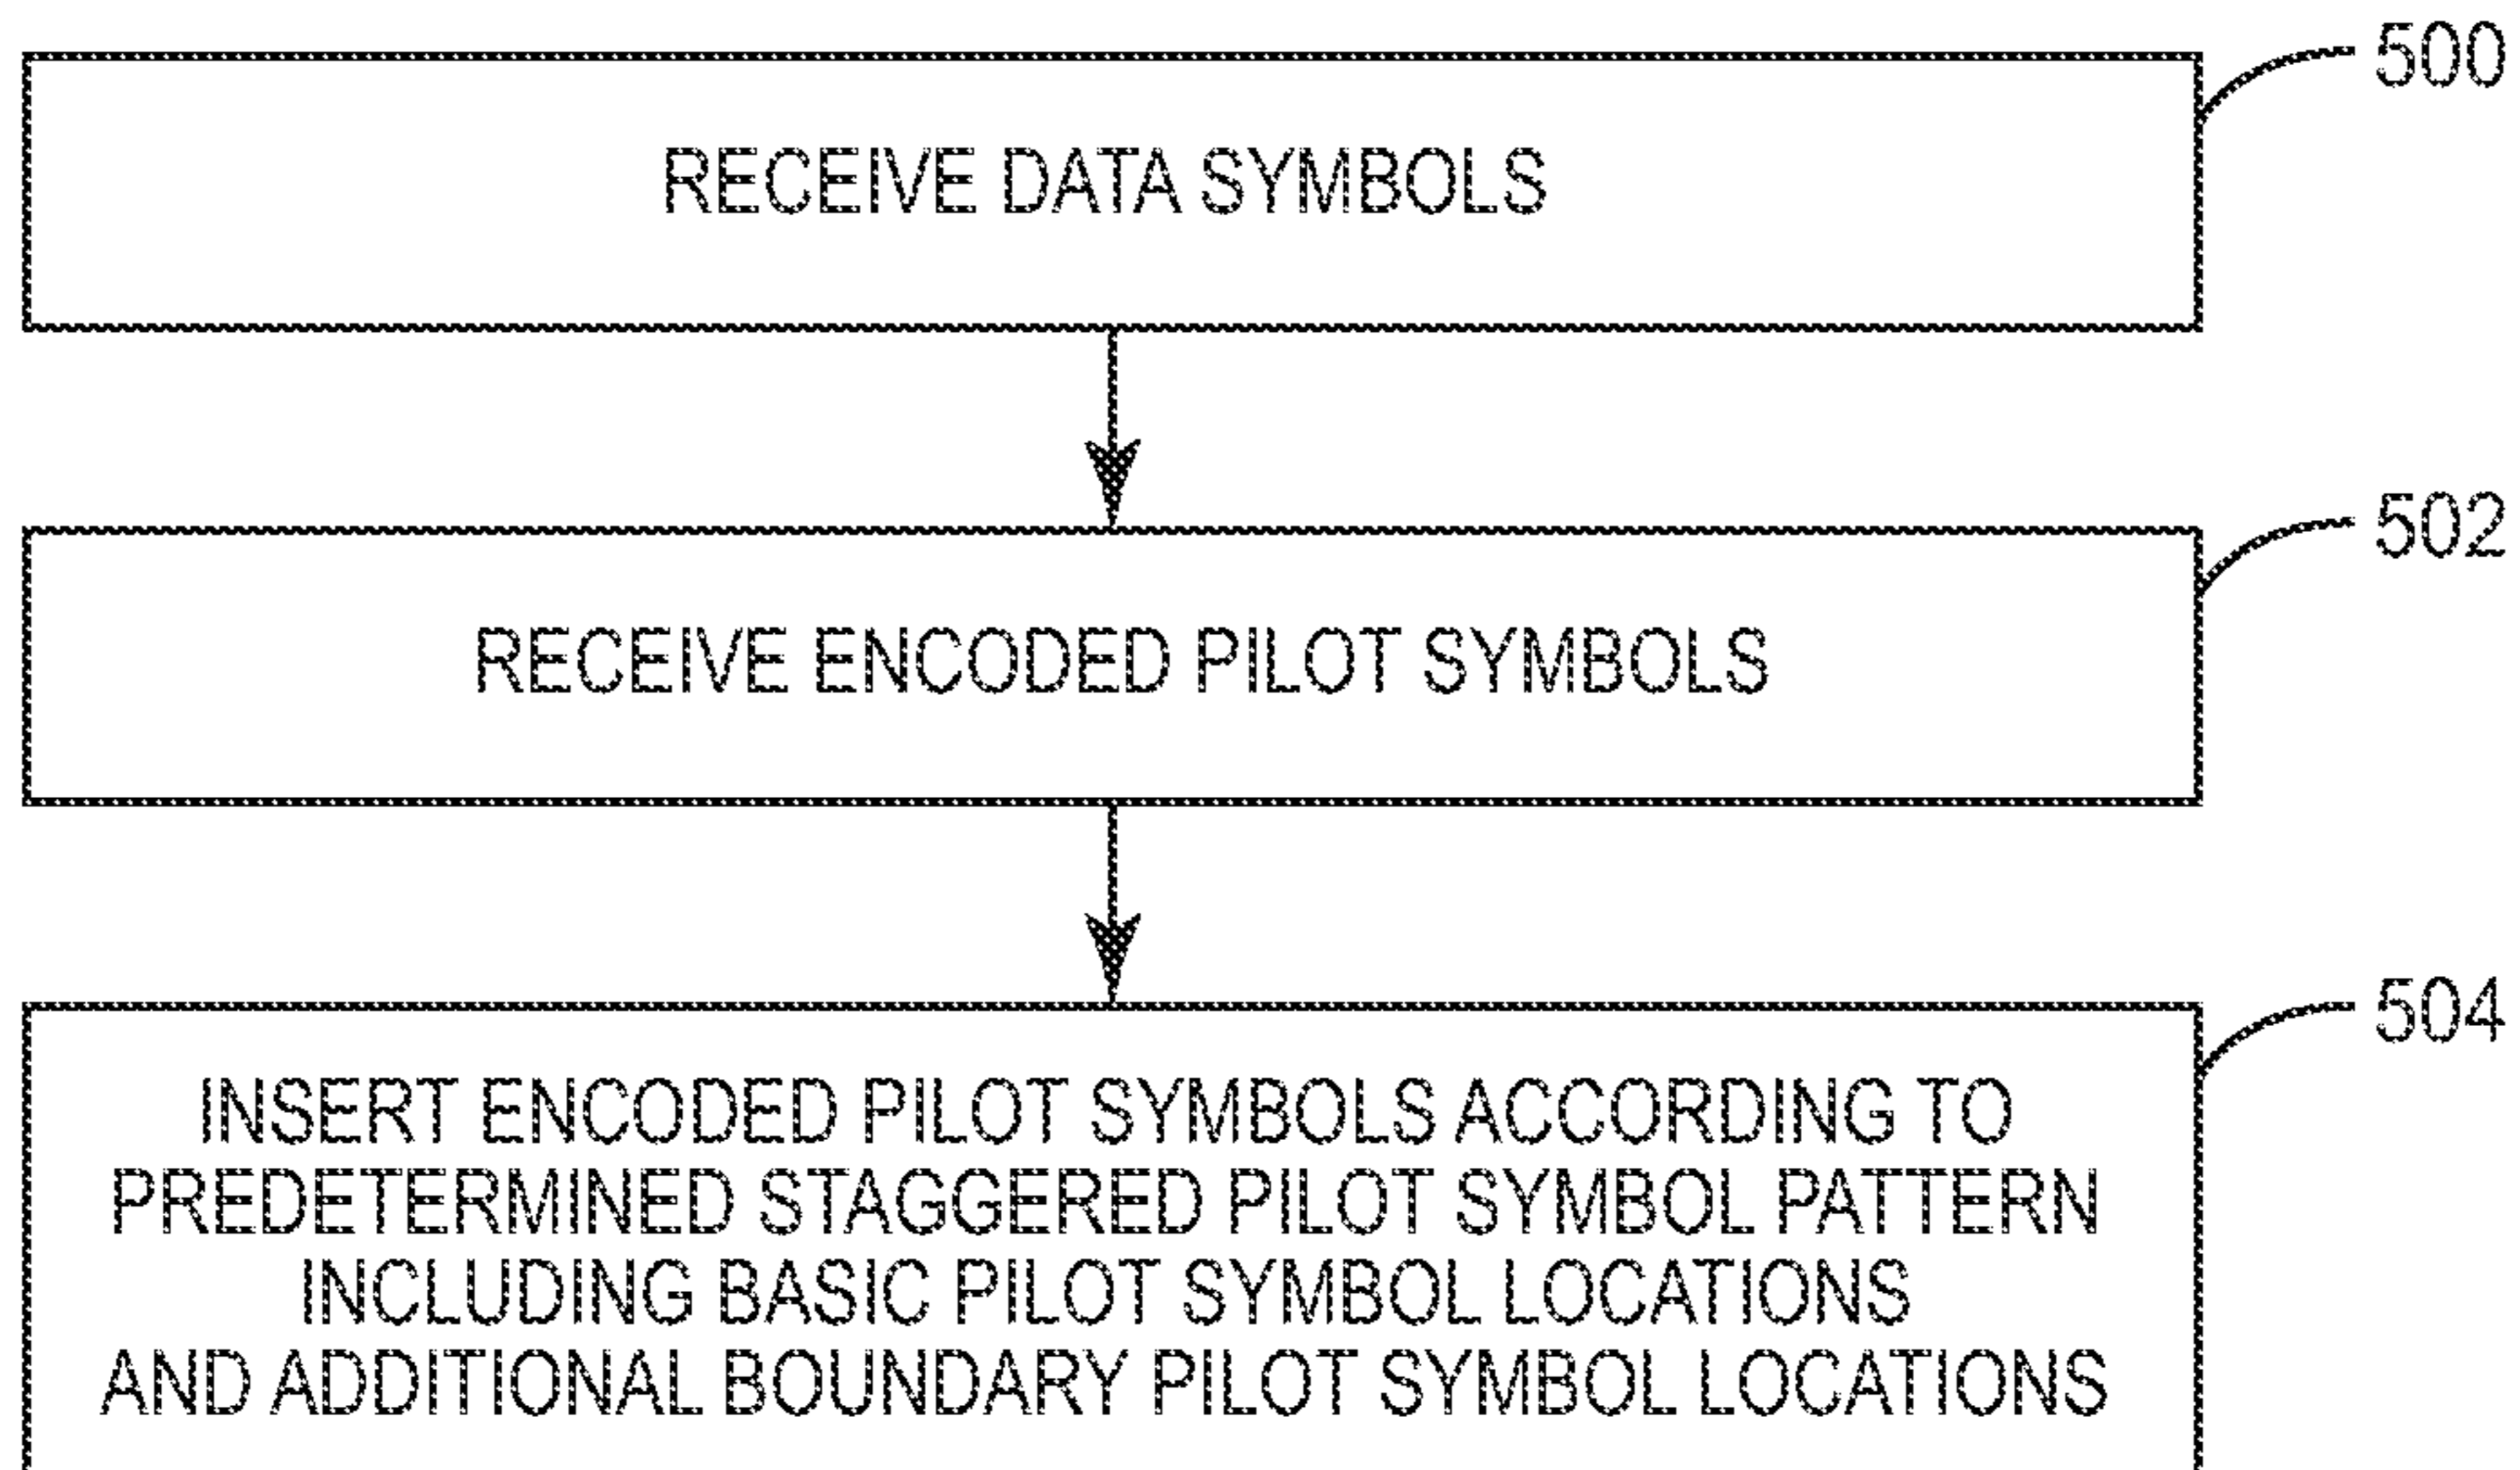 500
RECEIVE DATA SYMBOLS
502
RECEIVE ENCODED PILOT SYMBOLS
504
INSERT ENCODED PILOT SYMBOLS ACCORDING TO
PREDETERMINED STAGGERED PILOT SYMBOL PATTERN
INCLUDING BASIC PILOT SYMBOL LOCATIONS
AND ADDITIONAL BOUNDARY PILOT SYMBOL LOCATIONS